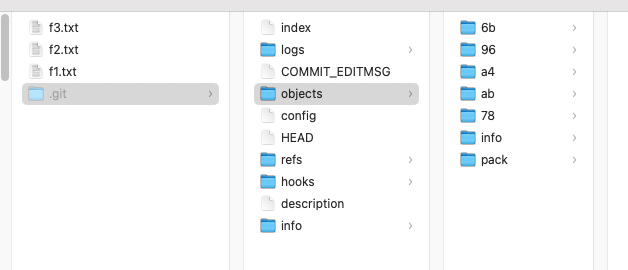 f3.txt
f2.txt
f1.txt
.git
index
logs
COMMIT_EDITMSG
objects
config
HEAD
refs
hooks
description
info
6b
96
a4
ab
78
info
pack